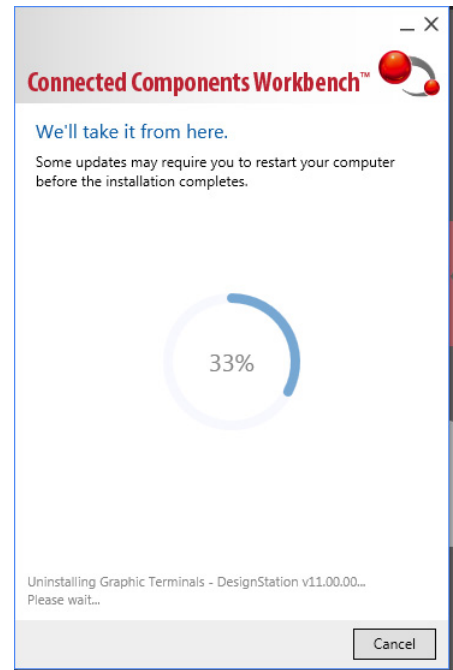 Connected Components Workbench™
We'll take it from here.
Some updates may require you to restart your computer
before the installation completes.
33%
Uninstalling Graphic Terminals - DesignStation v11.00.00...
Please wait...
Cancel